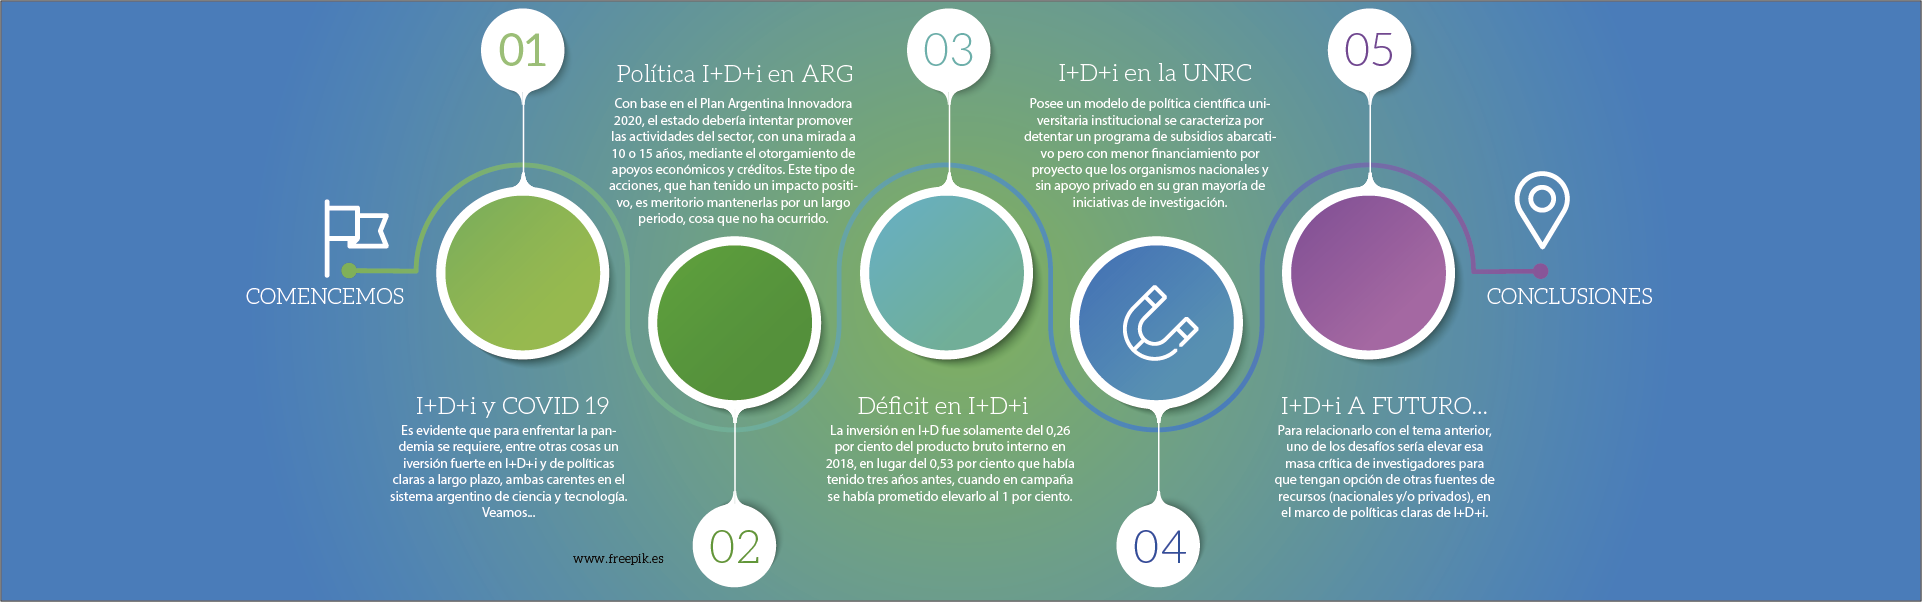 COMENCEMOS
01
I+D+i y COVID 19
Es evidente que para enfrentar la pan-
demia se requiere, entre otras cosas un
iversión fuerte en I+D+i y de políticas
claras a largo plazo, ambas carentes en el
sistema argentino de ciencia y tecnología.
Veamos...
Política I+D+i en ARG
Con base en el Plan Argentina Innovadora
2020, el estado debería intentar promover
las actividades del sector, con una mirada a
10 o 15 años, mediante el otorgamiento de
apoyos económicos y créditos. Este tipo de
acciones, que han tenido un impacto positi-
vo, es meritorio mantenerlas por un largo
periodo, cosa que no ha ocurrido.
02
03
Déficit en I+D+i
La inversión en I+D fue solamente del 0,26
por ciento del producto bruto interno en
2018, en lugar del 0,53 por ciento que había
tenido tres años antes, cuando en campaña
se había prometido elevarlo al 1 por ciento.
I+D+i en la UNRC
Posee un modelo de política científica uni-
versitaria institucional se caracteriza por
detentar un programa de subsidios abarcati-
vo pero con menor financiamiento por
proyecto que los organismos nacionales y
sin apoyo privado en su gran mayoría de
iniciativas de investigación.
04
05
I+D+i A FUTURO...
Para relacionarlo con el tema anterior,
uno de los desafíos sería elevar esa
masa crítica de investigadores para
que tengan opción de otras fuentes de
recursos (nacionales y/o privados), en
el marco de políticas claras de I+D+i.
CONCLUSIONES
www.freepik.es